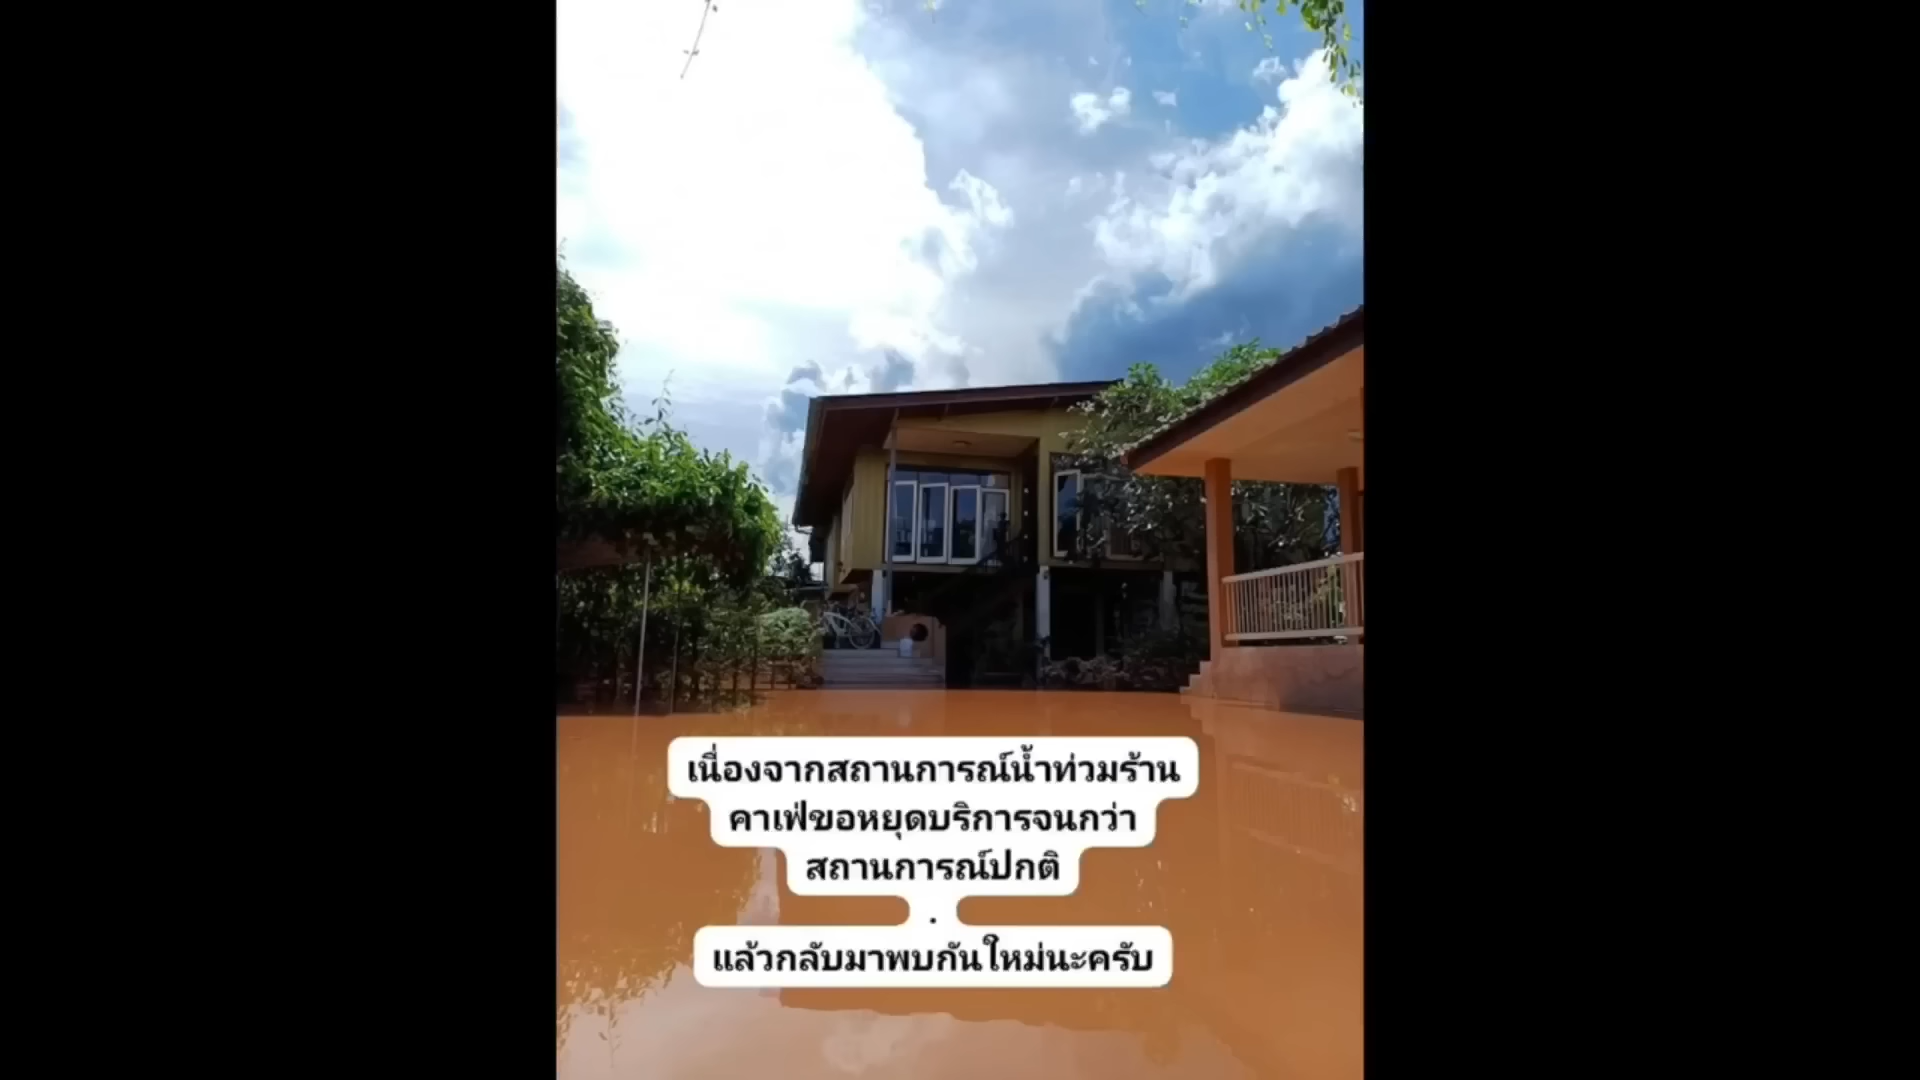 เนื่องจากสถานการณ์น้ำท่วมร้าน
คาเฟ่ขอหยุดบริการจนกว่า
สถานการณ์ปกติ
.
แล้วกลับมาพบกันใหม่นะครับ